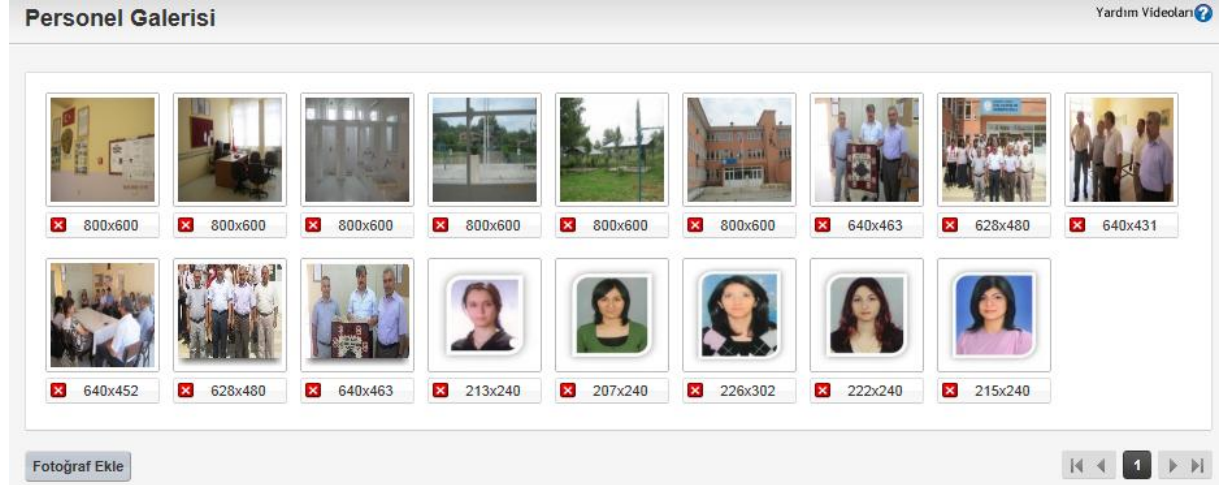 Personel Galerisi
Yardım Videoları
800x600
800x600
800x600
800x600
800x600
800x600
640x463
628x480
640x431
640x452
628x480
640x463
213x240
207x240
226x302
222x240
215x240
Fotoğraf Ekle
1